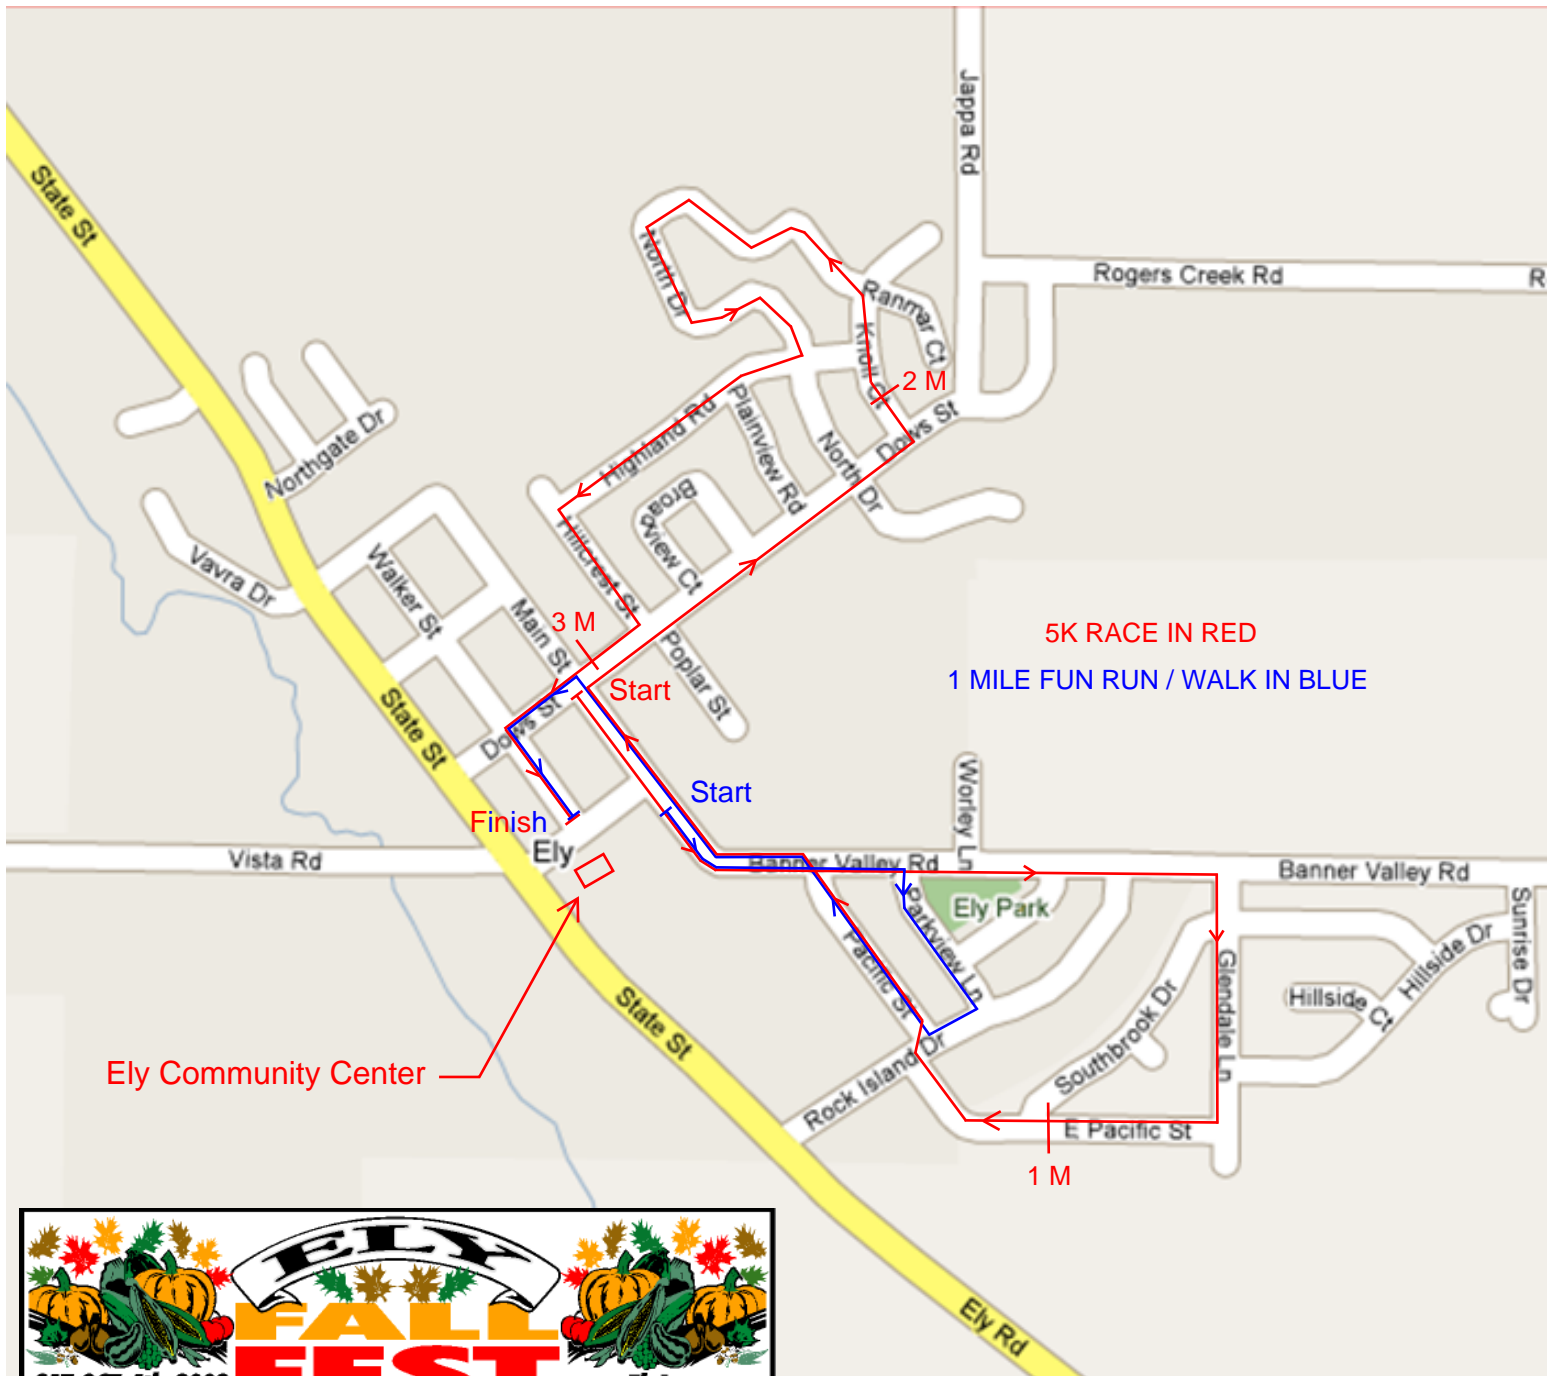 Jappa Rd
State St
North Dr
Rogers Creek Rd
R
Ranmar Ct
Knoll Ct
2 M
Plainview Rd
Highland Rd
Dows St
Northgate Dr
North Dr
Broadview Ct
Hillcrest St
Vavra Dr
Walker St
Main St
3 M
Poplar St
5K RACE IN RED
1 MILE FUN RUN / WALK IN BLUE
Start
State St
Dows St
Start
Worley Ln
Finish
Ely
Vista Rd
Banner Valley Rd
Banner Valley Rd
Ely Park
Parkview Ln
Pacific St
Sunrise Dr
Hillside Dr
Glendale Ln
Hillside Ct
Southbrook Dr
State St
Rock Island Dr
Ely Community Center
E Pacific St
1 M
ELY
FALL
FEST
Ely Rd